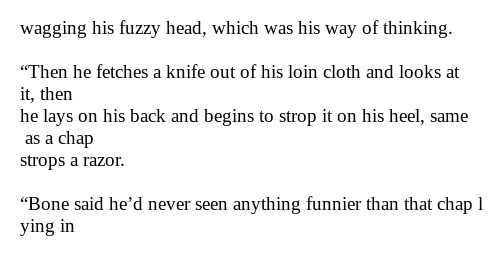 wagging his fuzzy head, which was his way of thinking.
“Then he fetches a knife out of his loin cloth and looks at
it, then
he lays on his back and begins to strop it on his heel, same
as a chap
strops a razor.
“Bone said he’d never seen anything funnier than that chap l
ying in